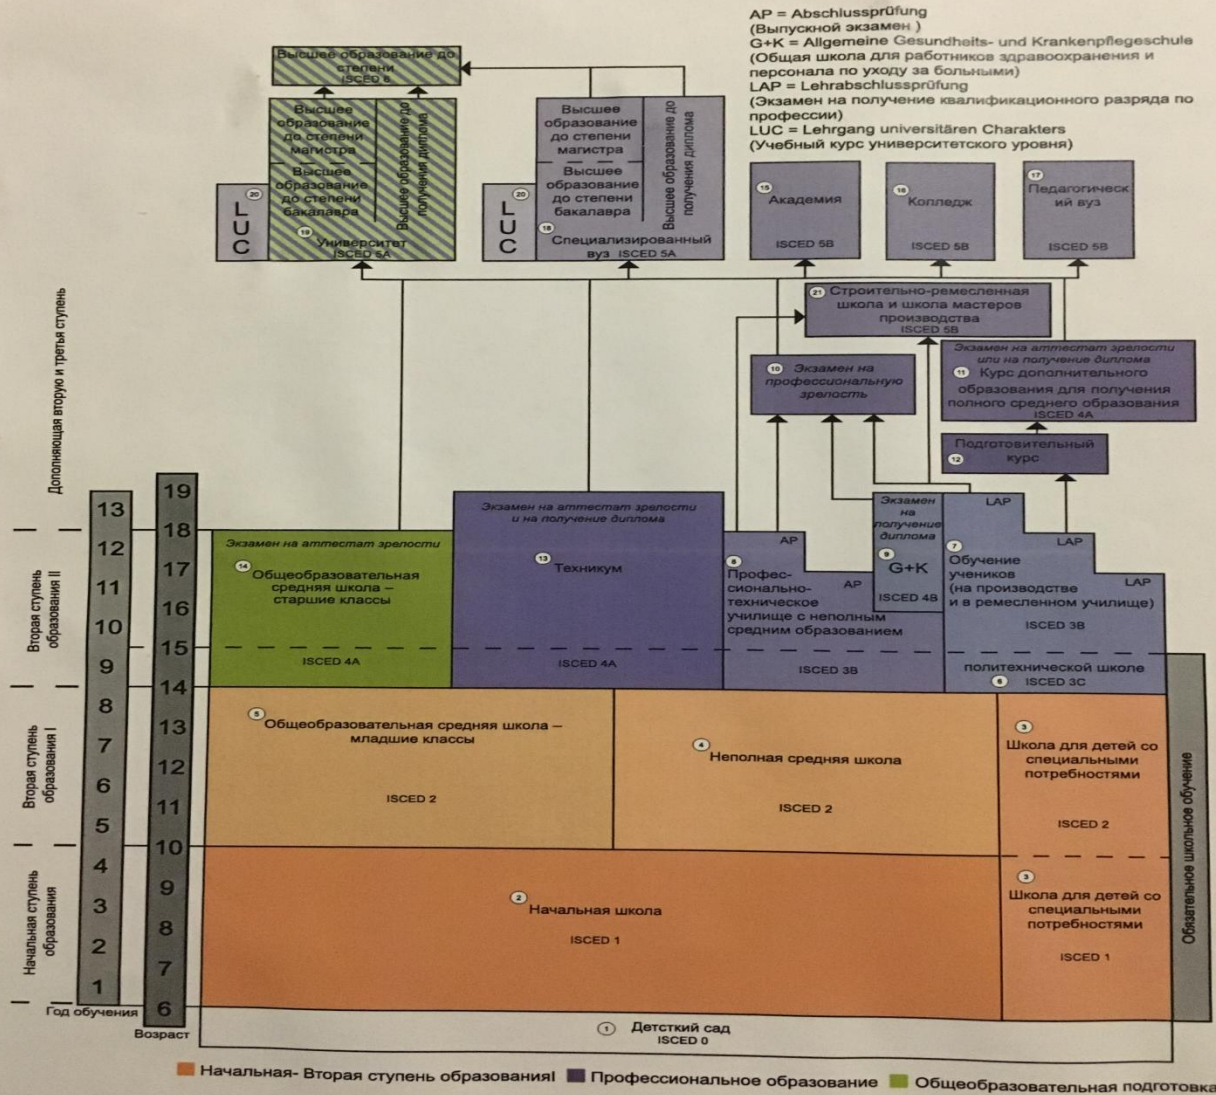 AP = Abschlussprüfung
(Выпускной экзамен )
G+K = Allgemeine Gesundheits- und Krankenpflegeschule
(Общая школа для работников здравоохранения и
персонала по уходу за больными)
LAP = Lehrabschlussprüfung
(Экзамен на получение квалификационного разряда по
профессии)
LUC = Lehrgang universitären Charakters
(Учебный курс университетского уровня)
Высшее образование до
степени
ISCED 6
Высшее
образование
до степени
магистра
Высшее
образование
до степени
бакалавра
Высшее образование до
получения диплома
19
Университет
ISCED 5A
20
LUC
Высшее
образование
до степени
магистра
Высшее
образование
до степени
бакалавра
Высшее образование до
получения диплома
18
Специализированный
вуз ISCED 5A
20
LUC
15
Академия
ISCED 5B
16
Колледж
ISCED 5B
17
Педагогическ
ий вуз
ISCED 5B
21 Строительно-ремесленная
школа и школа мастеров
производства
ISCED 5B
10 Экзамен на
профессиональную
зрелость
Экзамен на аттестат зрелости
или на получение диплома
11 Курс дополнительного
образования для получения
полного среднего образования
ISCED 4A
Подготовительный
12 курс
Дополняющая вторую и третья ступень
Вторая ступень
образования II
Вторая ступень
образования I
Начальная ступень
образования
13
12
11
10
9
8
7
6
5
4
3
2
1
Год обучения
19
18
17
16
15
14
13
12
11
10
9
8
7
6
Возраст
Экзамен на аттестат зрелости
14 Общеобразовательная
средняя школа –
старшие классы
ISCED 4A
Экзамен на аттестат зрелости
и на получение диплома
13 Техникум
ISCED 4A
AP
AP
8
Профес-
сионально-
техническое
училище с неполным
средним образованием
ISCED 3B
Экзамен
на
получение
диплома
9
G+K
ISCED 4B
LAP
LAP
LAP
7
Обучение
учеников
(на производстве
и в ремесленном училище)
ISCED 3B
политехнической школе
6 ISCED 3C
5 Общеобразовательная средняя школа –
младшие классы
ISCED 2
4 Неполная средняя школа
ISCED 2
3
Школа для детей со
специальными
потребностями
ISCED 2
2 Начальная школа
ISCED 1
3
Школа для детей со
специальными
потребностями
ISCED 1
Обязательное школьное обучение
1 Детсткий сад
ISCED 0
Начальная- Вторая ступень образованияI
Профессиональное образование
Общеобразовательная подготовка